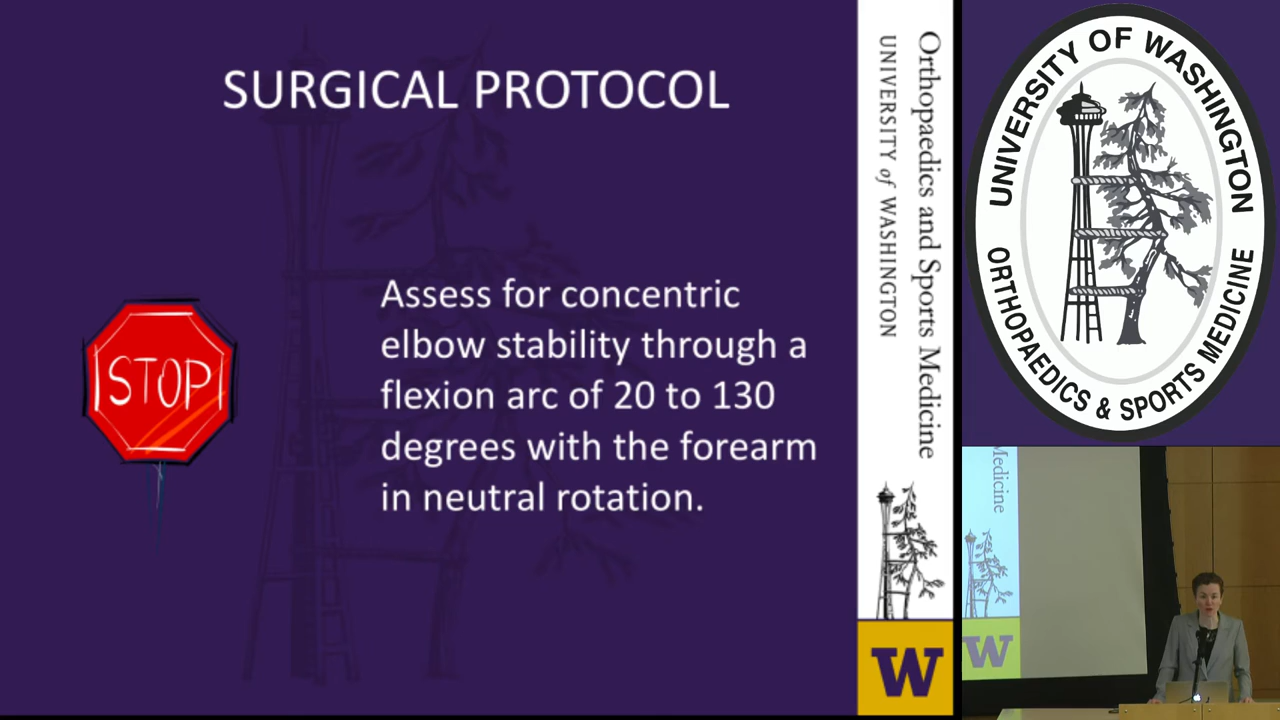 SURGICAL PROTOCOL
STOP
Assess for concentric
elbow stability through a
flexion arc of 20 to 130
degrees with the forearm
in neutral rotation.
Orthopaedics and Sports Medicine
UNIVERSITY of WASHINGTON
W
UNIVERSITY OF WASHINGTON
ORTHOPAEDICS & SPORTS MEDICINE
Medicine
W